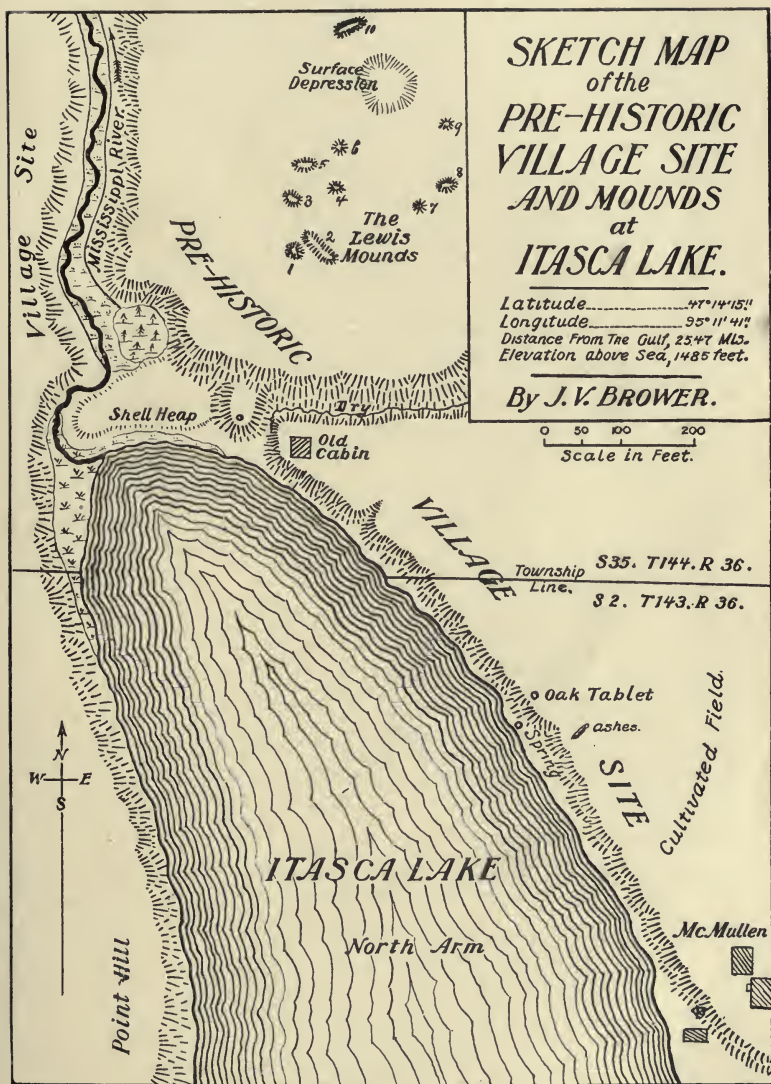 SKETCH MAP
of the
PRE-HISTORIC
VILLAGE SITE
AND MOUNDS
at
ITASCA LAKE.
Latitude 47°14'15"
Longitude 95°11'41"
Distance From The Gulf, 2547 Mls.
Elevation above Sea, 1485 feet.
By J. V. BROWER.
0 50 100 200
Scale in Feet.
10
Surface
Depression
9
6
5
8
3
4
7
The
Lewis
Mounds
2
1
Village Site
Mississippi River
PRE-HISTORIC
Shell Heap
Dry
Old
Cabin
VILLAGE
Township
Line.
S35. T144. R 36.
S 2. T143. R 36.
Oak Tablet
Spring
ashes.
SITE
Cultivated Field.
N
W E
S
ITASCA LAKE
North Arm
Point Hill
McMullen